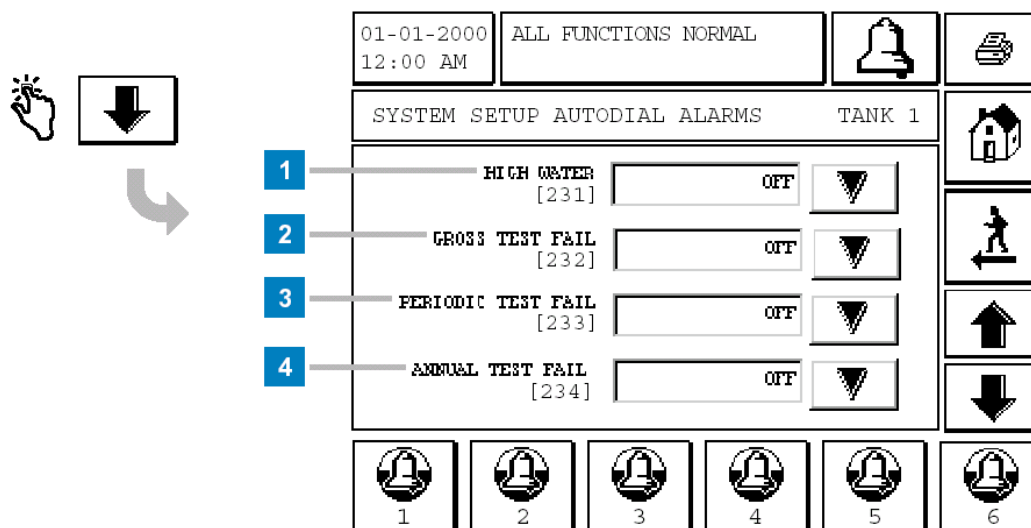 01-01-2000
12:00 AM
ALL FUNCTIONS NORMAL
SYSTEM SETUP AUTODIAL ALARMS TANK 1
1 HIGH WATER
[231] OFF
2 GROSS TEST FAIL
[232] OFF
3 PERIODIC TEST FAIL
[233] OFF
4 ANNUAL TEST FAIL
[234] OFF
1 2 3 4 5 6